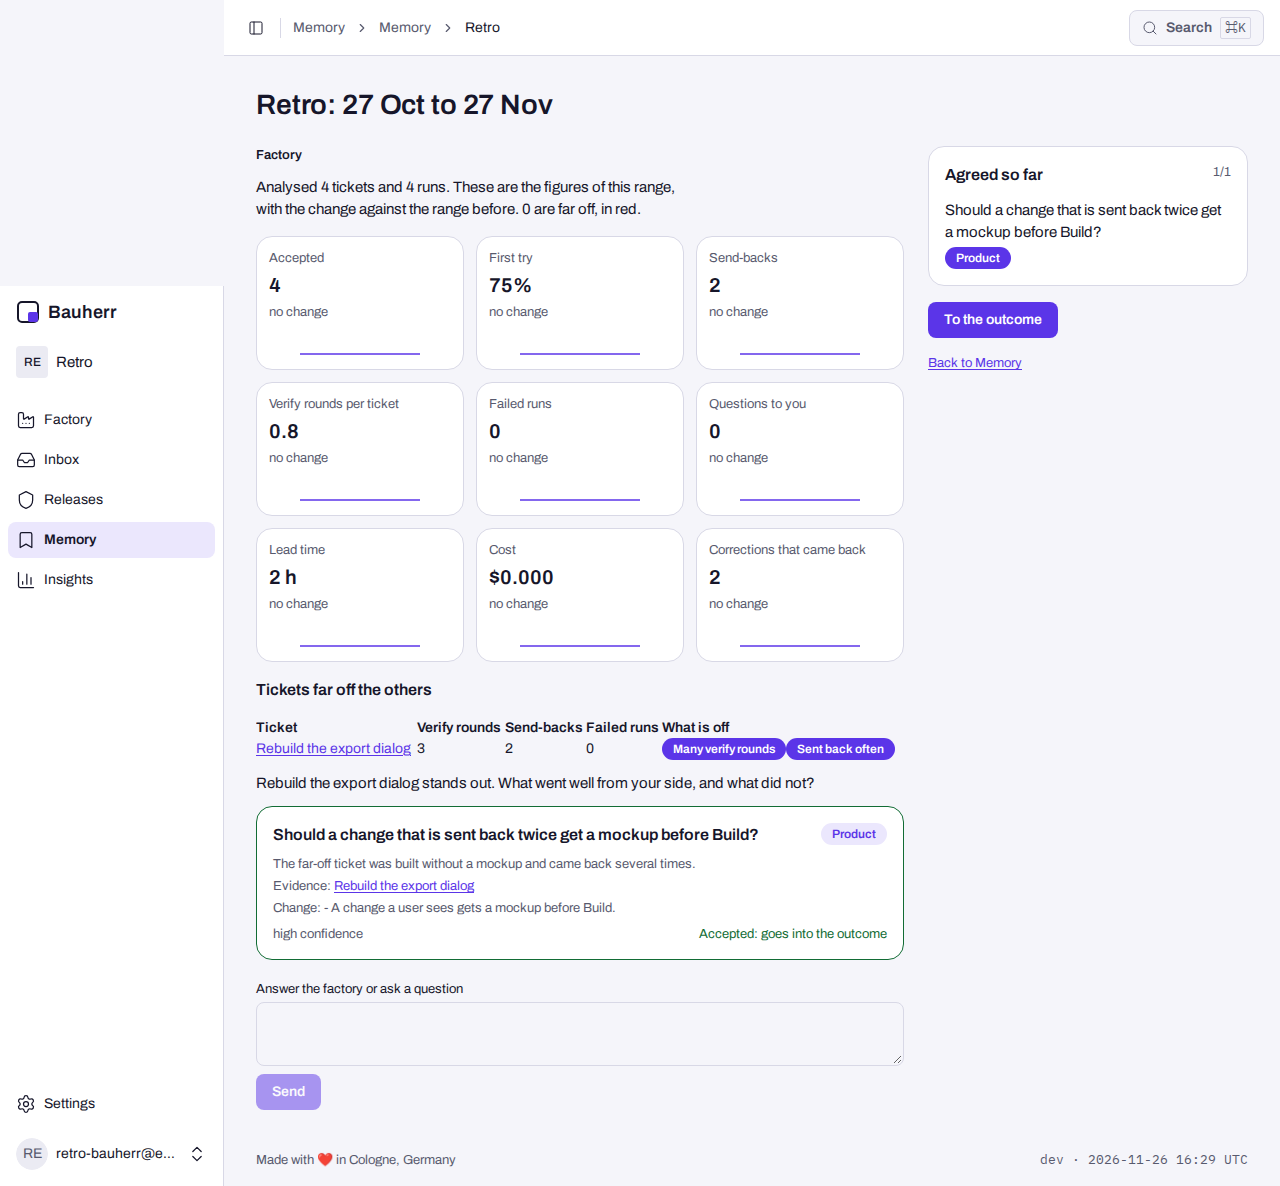 Memory > Memory > Retro
Search ⌘K
Bauherr
RE Retro
Factory
Inbox
Releases
Memory
Insights
Settings
RE retro-bauherr@e...
Retro: 27 Oct to 27 Nov
Factory
Analysed 4 tickets and 4 runs. These are the figures of this range,
with the change against the range before. 0 are far off, in red.
Accepted
4
no change
First try
75%
no change
Send-backs
2
no change
Verify rounds per ticket
0.8
no change
Failed runs
0
no change
Questions to you
0
no change
Lead time
2 h
no change
Cost
$0.000
no change
Corrections that came back
2
no change
Tickets far off the others
Ticket Verify rounds Send-backs Failed runs What is off
Rebuild the export dialog 3 2 0 Many verify rounds Sent back often
Rebuild the export dialog stands out. What went well from your side, and what did not?
Should a change that is sent back twice get a mockup before Build? Product
The far-off ticket was built without a mockup and came back several times.
Evidence: Rebuild the export dialog
Change: - A change a user sees gets a mockup before Build.
high confidence Accepted: goes into the outcome
Answer the factory or ask a question
Send
Agreed so far 1/1
Should a change that is sent back twice get
a mockup before Build?
Product
To the outcome
Back to Memory
Made with ❤️ in Cologne, Germany
dev · 2026-11-26 16:29 UTC